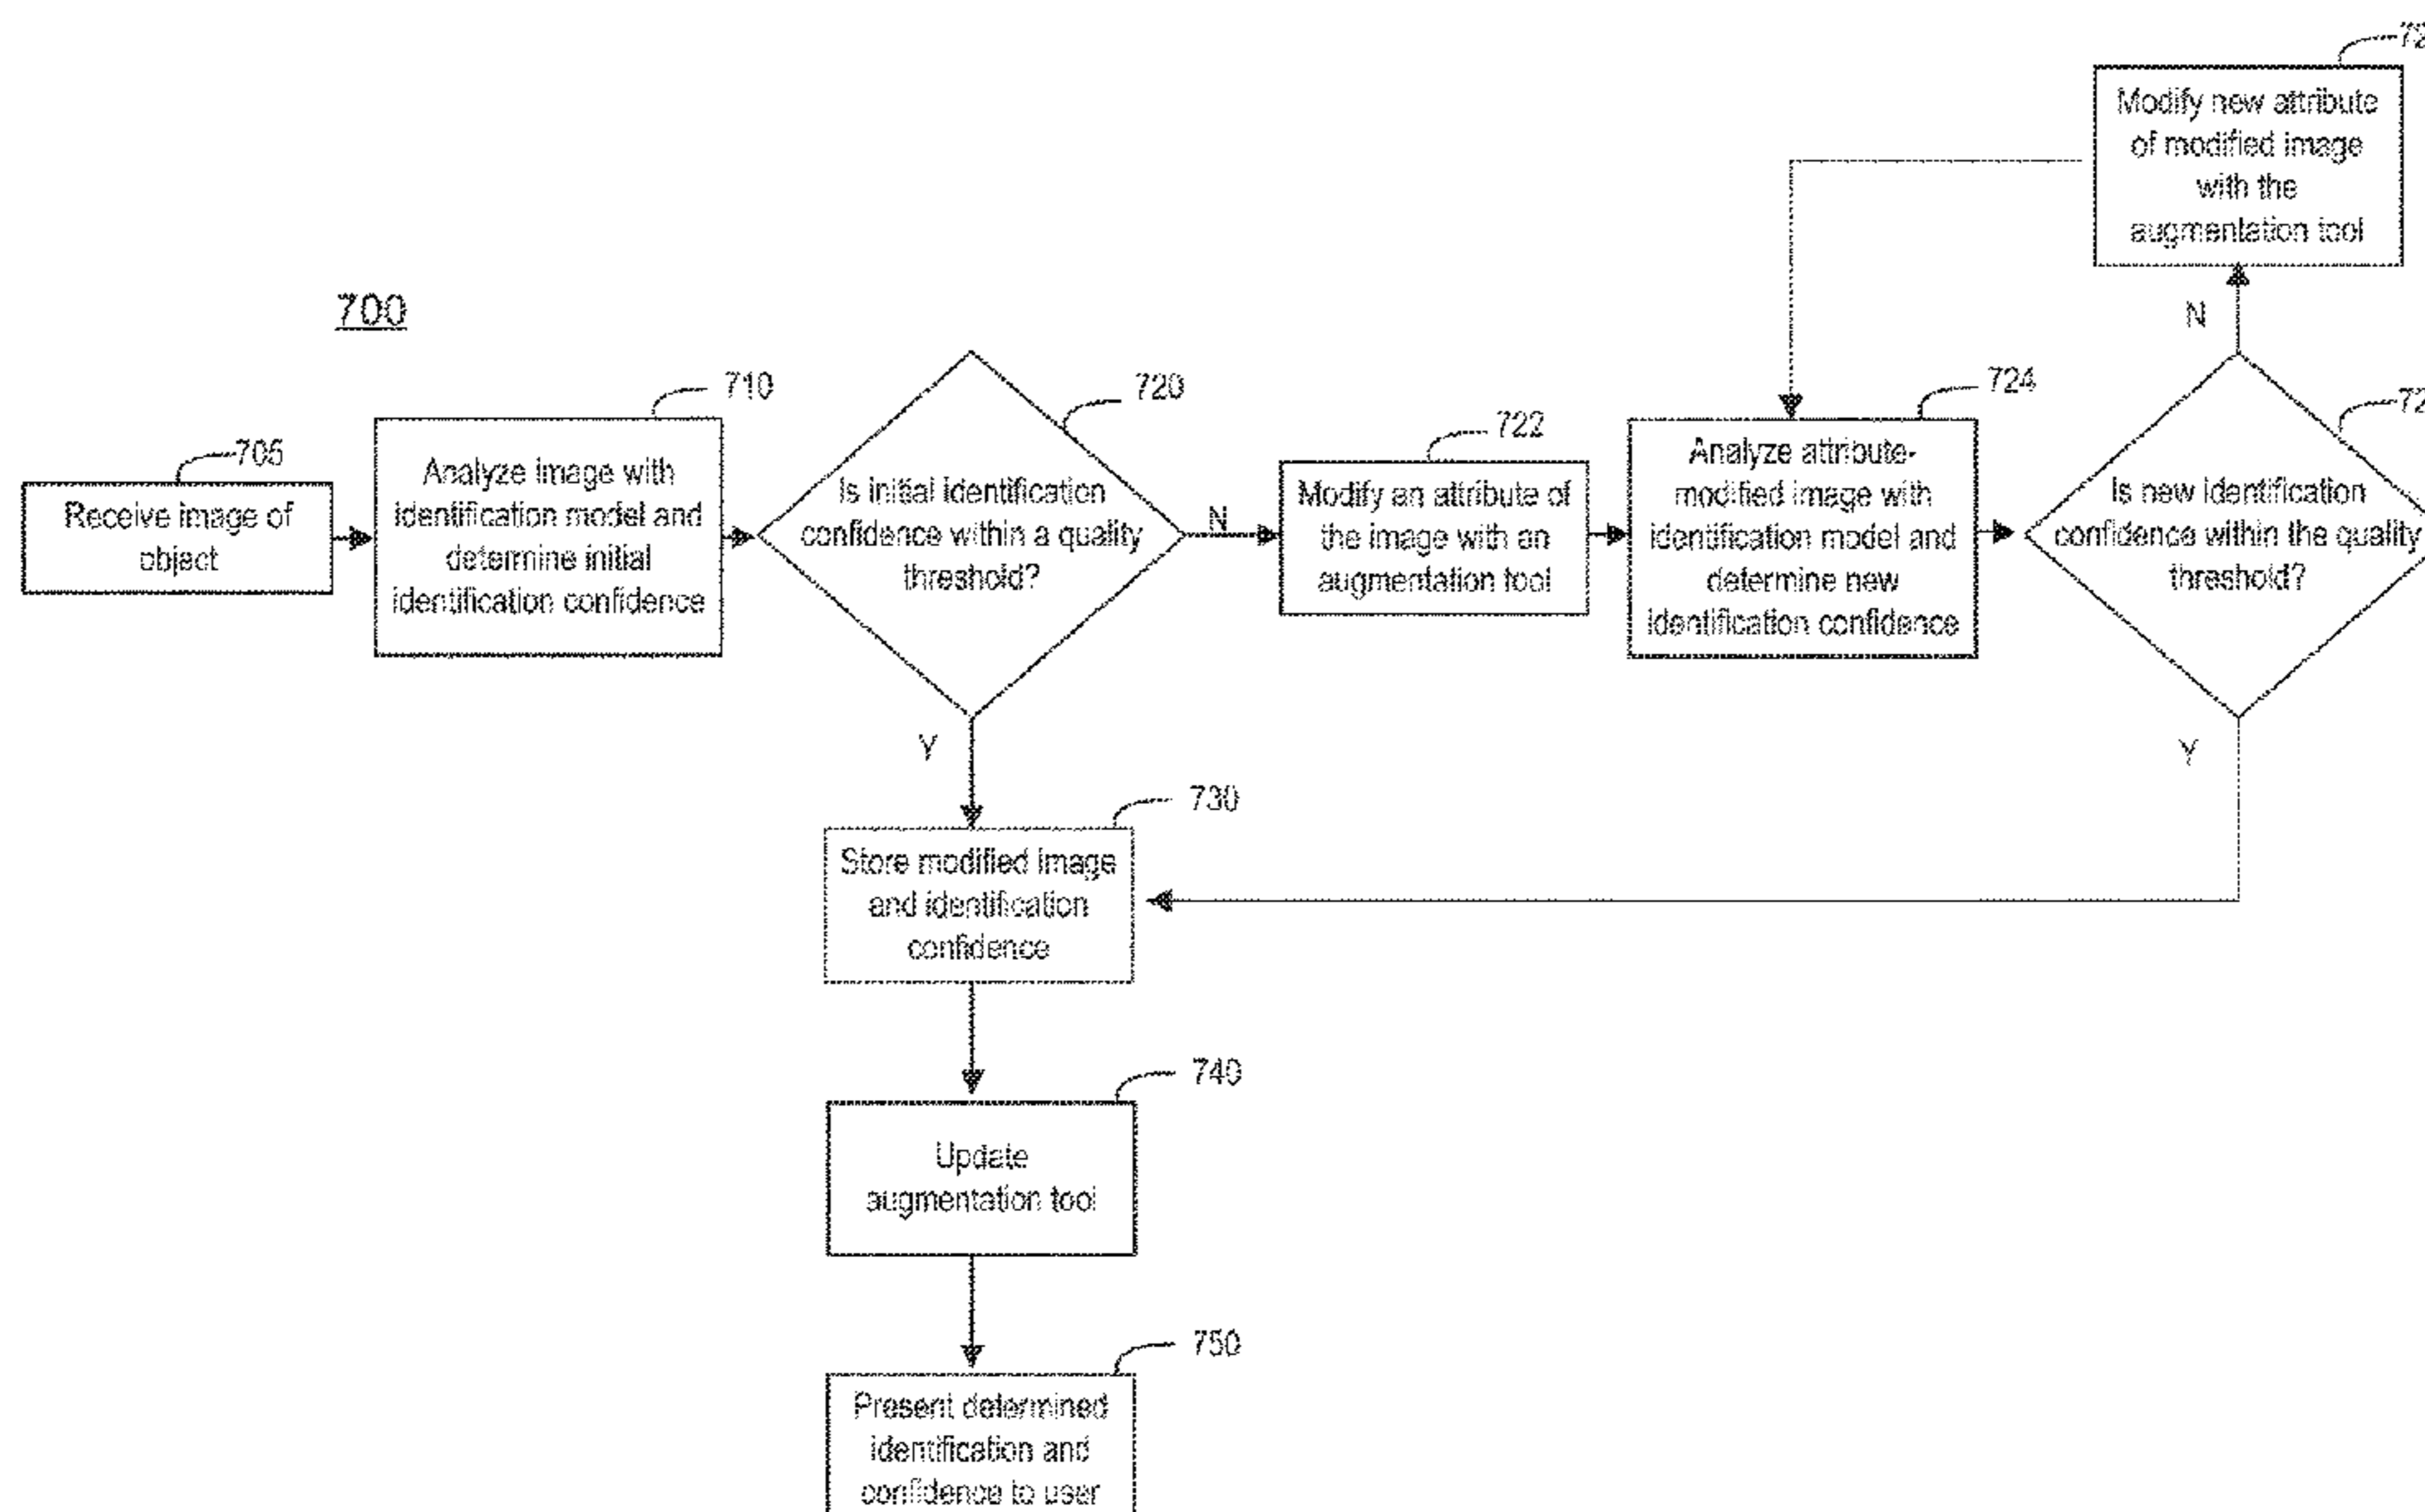 700
705
Receive image of
object
710
Analyze image with
identification model and
determine initial
identification confidence
720
Is initial identification
confidence within a quality
threshold?
N
Y
722
Modify an attribute of
the image with an
augmentation tool
724
Analyze attribute-
modified image with
identification model and
determine new
identification confidence
72
Is new identification
confidence within the quality
threshold?
N
Y
72
Modify new attribute
of modified image
with the
augmentation tool
730
Store modified image
and identification
confidence
740
Update
augmentation tool
750
Present determined
identification and
confidence to user